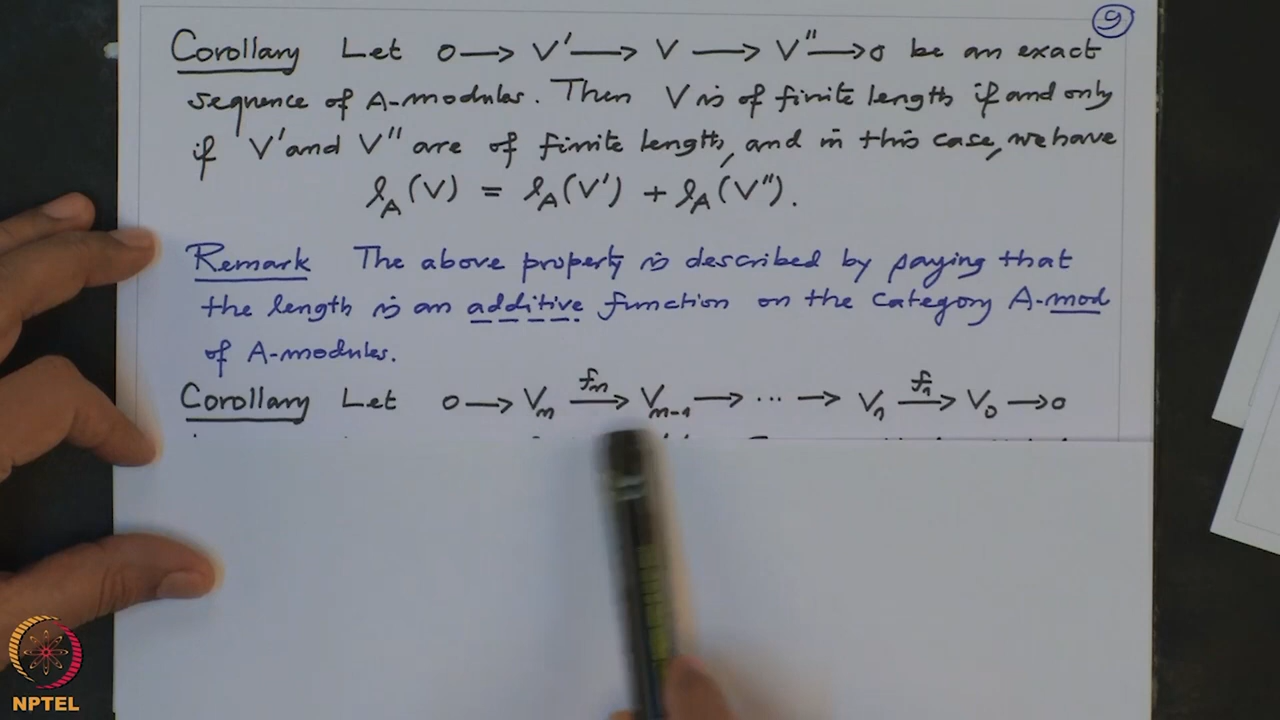 9
Corollary Let 0 → V' → V → V'' → 0 be an exact
sequence of A-modules. Then V is of finite length if and only
if V' and V'' are of finite length, and in this case, we have
ℓ_A(V) = ℓ_A(V') + ℓ_A(V'').
Remark The above property is described by saying that
the length is an additive function on the category A-mod
of A-modules.
Corollary Let 0 → V_n –f_n→ V_{n-1} → ... → V_1 –f_1→ V_0 → 0
NPTEL